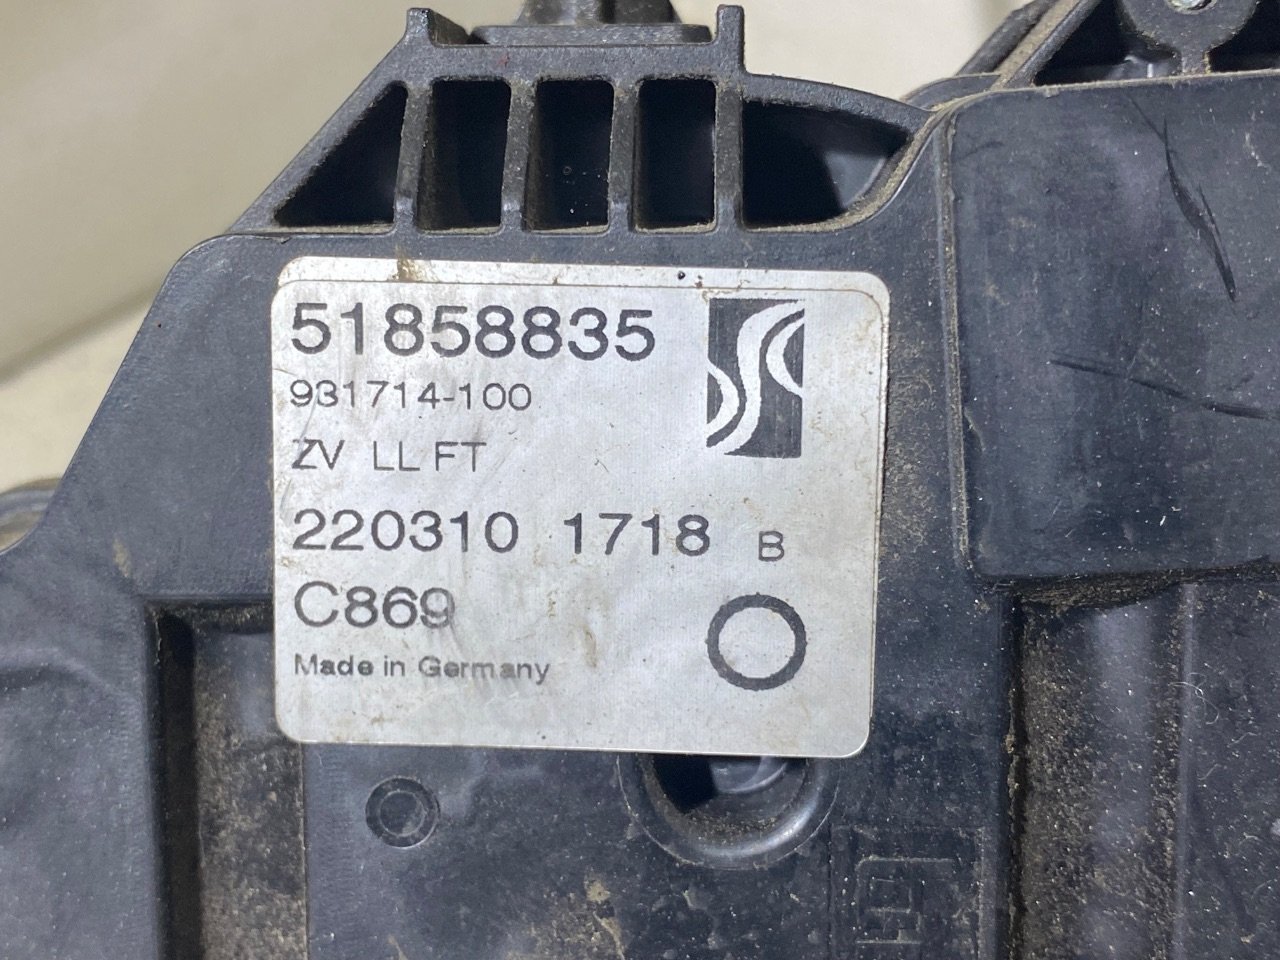 51858835
931714-100
ZV LL FT
220310 1718 B
C869
Made in Germany